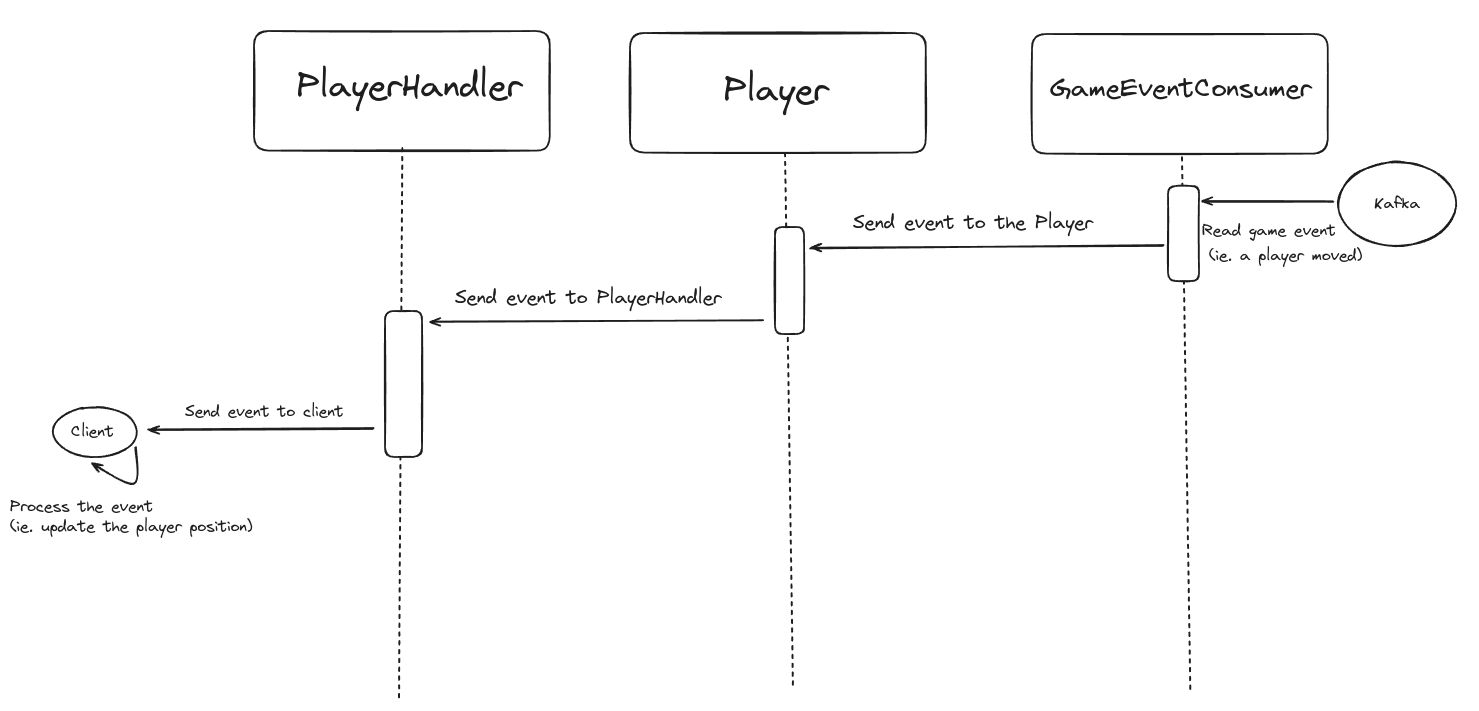 PlayerHandler
Player
GameEventConsumer
Kafka
Read game event
(ie. a player moved)
Send event to the Player
Send event to PlayerHandler
Send event to client
Client
Process the event
(ie. update the player position)